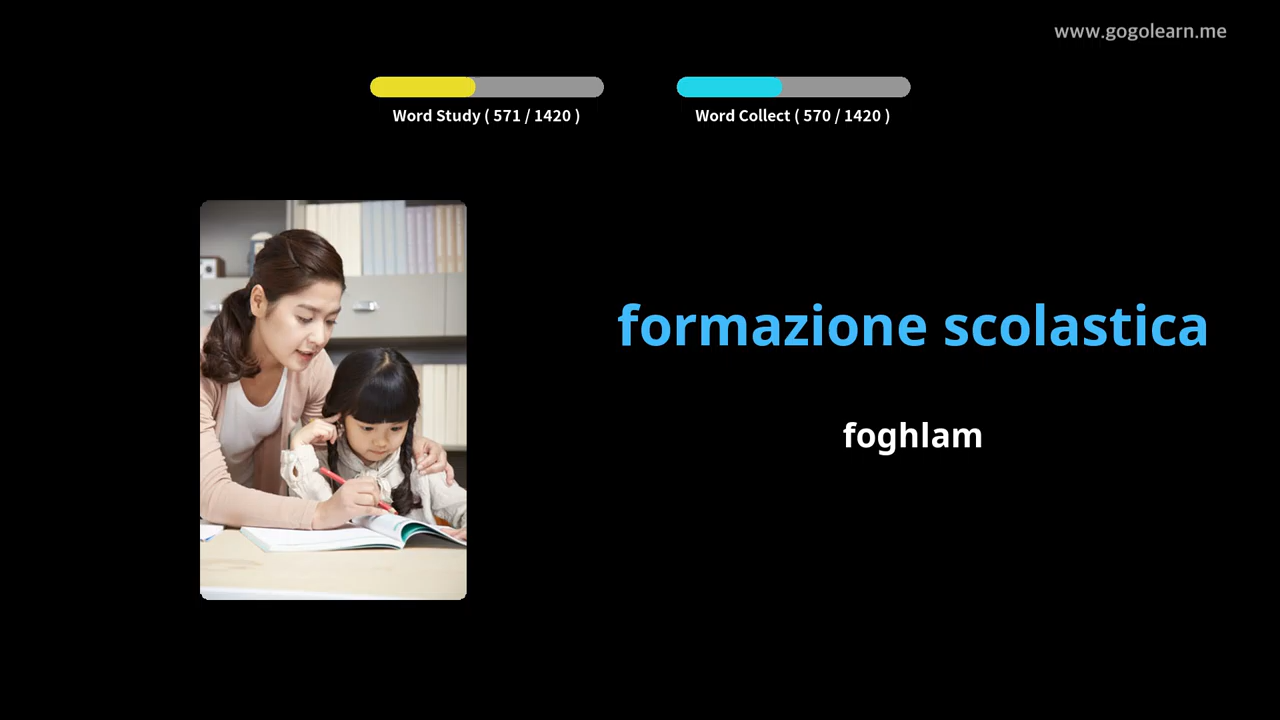 www.gogolearn.me
Word Study ( 571 / 1420 )
Word Collect ( 570 / 1420 )
formazione scolastica
foghlam